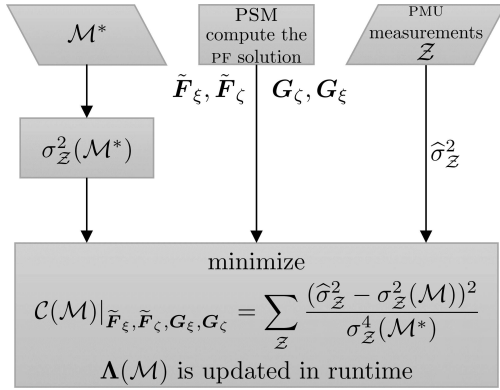 ℳ*
PSM
compute the
PF solution
PMU
measurements
𝒵
F̃_ξ, F̃_ζ
G_ζ, G_ξ
σ²_𝒵(ℳ*)
σ̂²_𝒵
minimize
𝒞(ℳ)|_{F̃_ξ, F̃_ζ, G_ξ, G_ζ} = ∑_𝒵 (σ̂²_𝒵 − σ²_𝒵(ℳ))² / σ⁴_𝒵(ℳ*)
Λ(ℳ) is updated in runtime